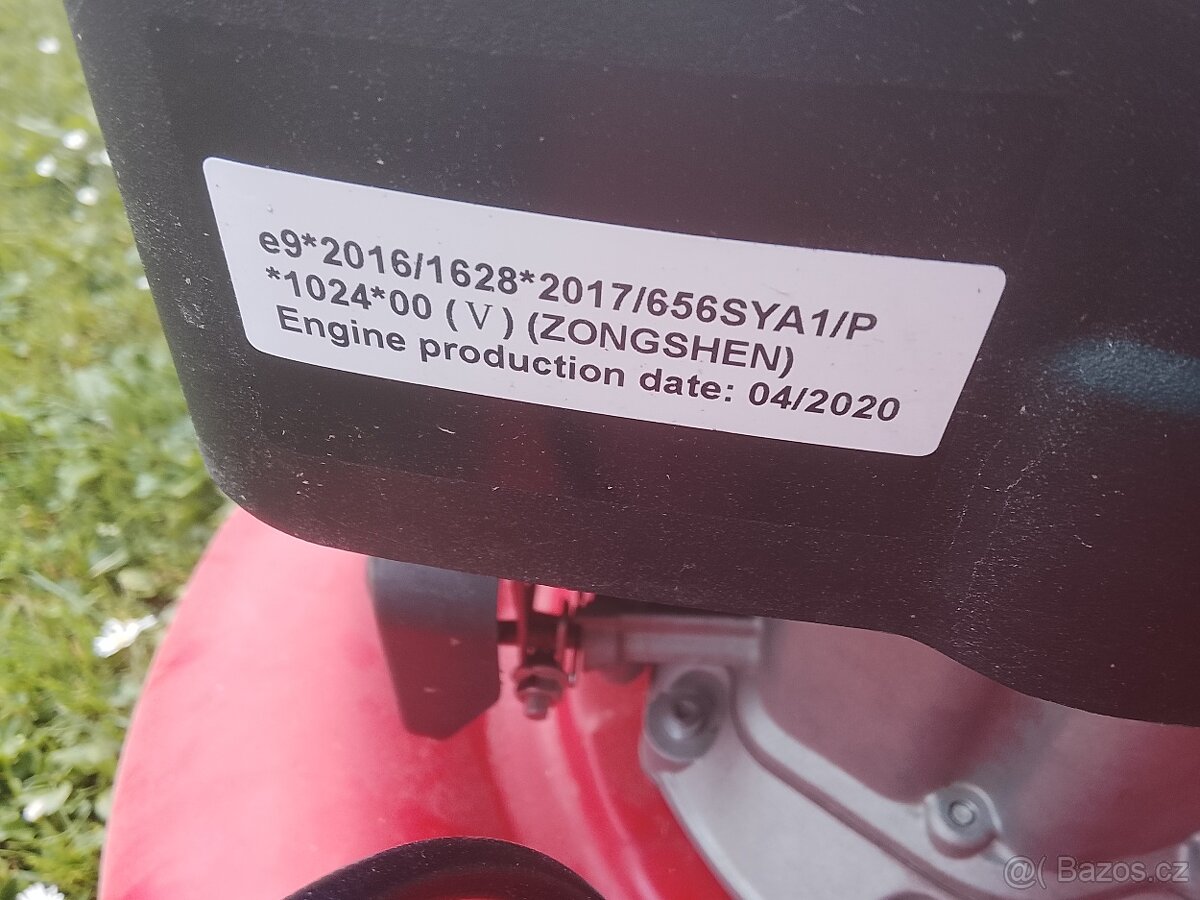 e9*2016/1628*2017/656SYA1/P
*1024*00 (V) (ZONGSHEN)
Engine production date: 04/2020
@( Bazos.cz